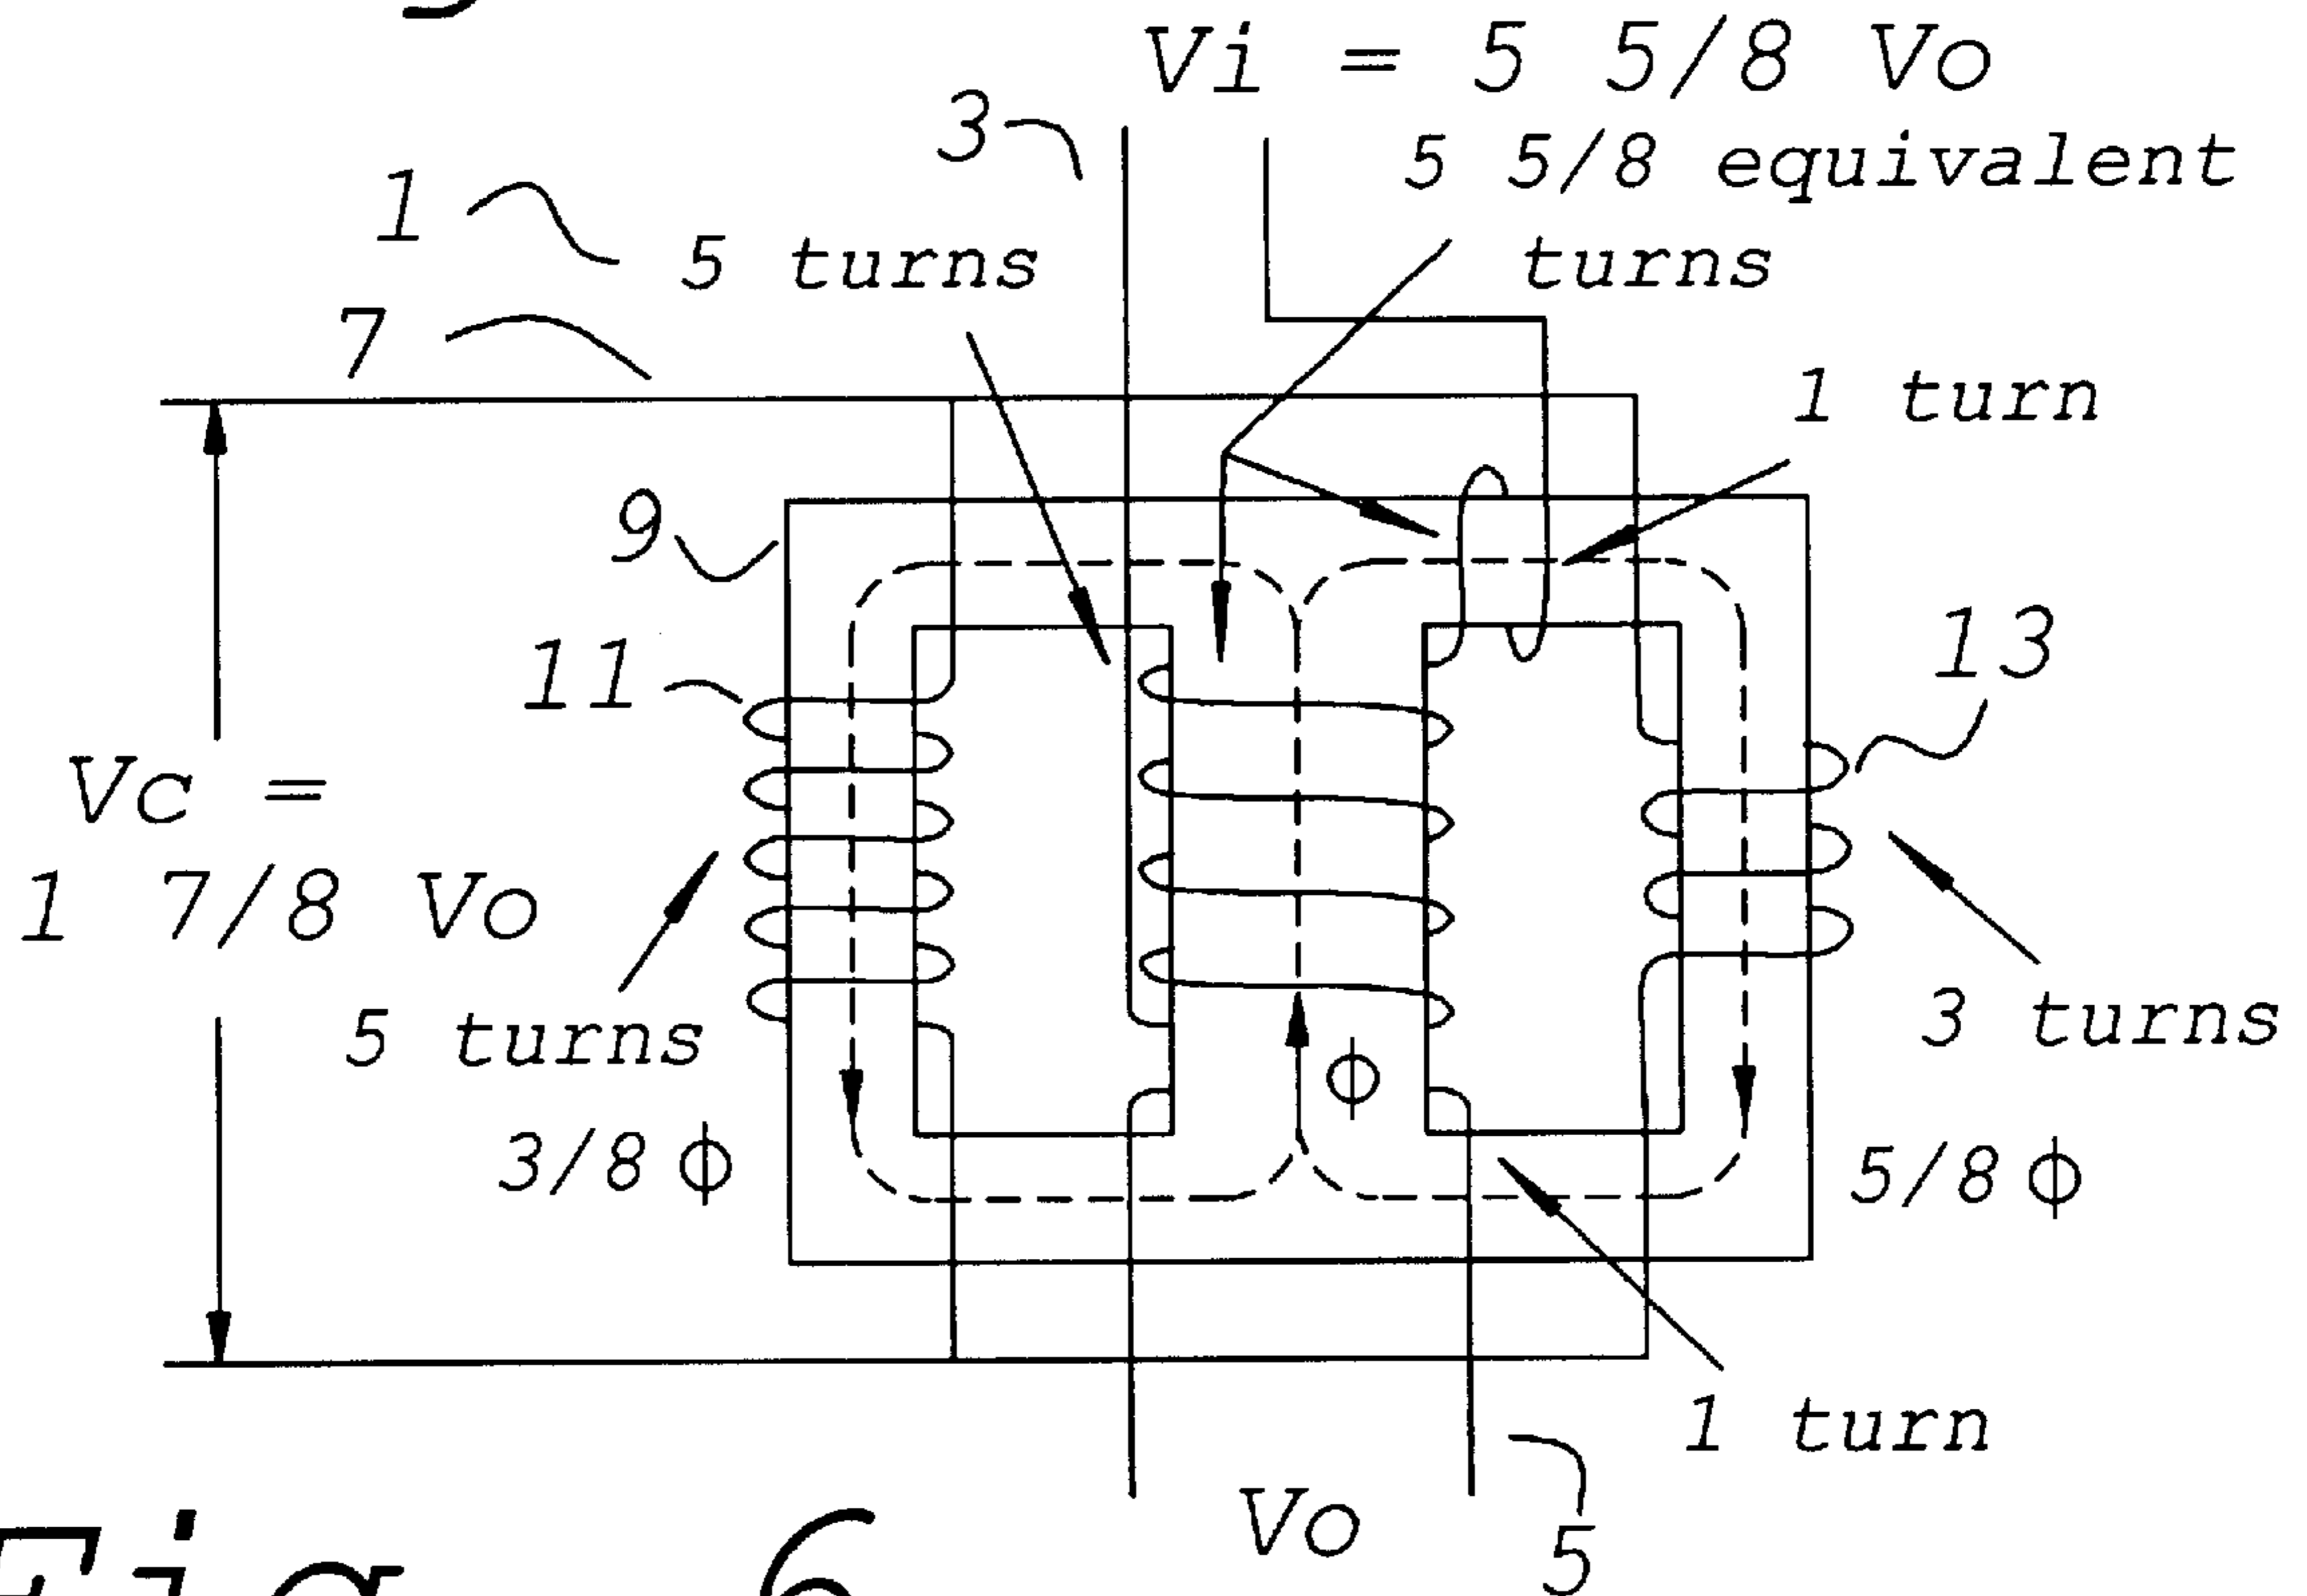 Vi = 5 5/8 Vo
3
5 5/8 equivalent
turns
1
5 turns
7
1 turn
9
11
13
Vc =
1 7/8 Vo
5 turns
3 turns
3/8 ϕ
ϕ
5/8 ϕ
1 turn
Vo
5
Fig. 6